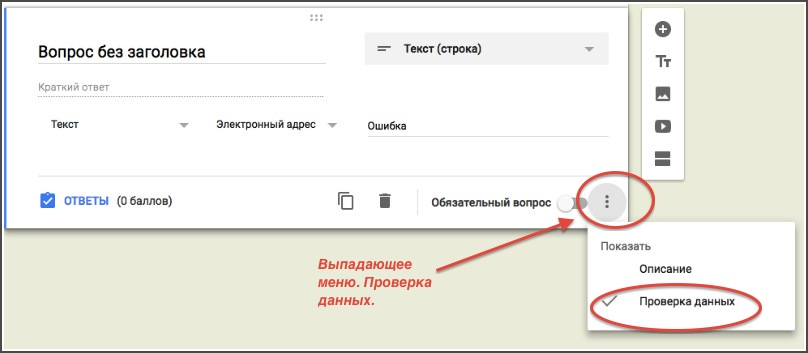 Вопрос без заголовка
Текст (строка)
Тт
Краткий ответ
Текст
Электронный адрес
Ошибка
ОТВЕТЫ (0 баллов)
Обязательный вопрос
Выпадающее
меню. Проверка
данных.
Показать
Описание
Проверка данных